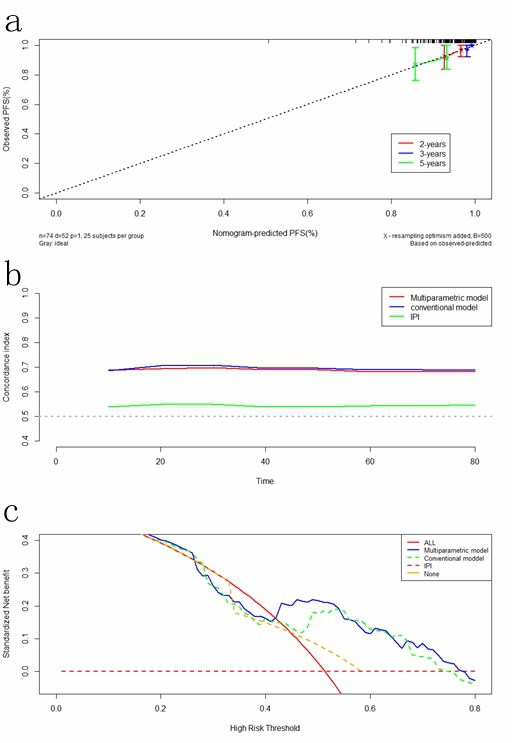 a
1.0
0.8
0.6
0.4
0.2
0.0
Observed PFS(%)
2-years
3-years
5-years
0.0 0.2 0.4 0.6 0.8 1.0
Nomogram-predicted PFS(%)
n=74 d=52 p=1, 25 subjects per group
Gray: ideal
X - resampling optimism added, B=500
Based on observed-predicted
b
1.0
0.9
0.8
0.7
0.6
0.5
0.4
Concordance index
Multiparametric model
conventional model
IPI
0 20 40 60 80
Time
c
0.4
0.3
0.2
0.1
0.0
Standardized Net benefit
ALL
Multiparametric model
Conventional moddel
IPI
None
0.0 0.2 0.4 0.6 0.8
High Risk Threshold